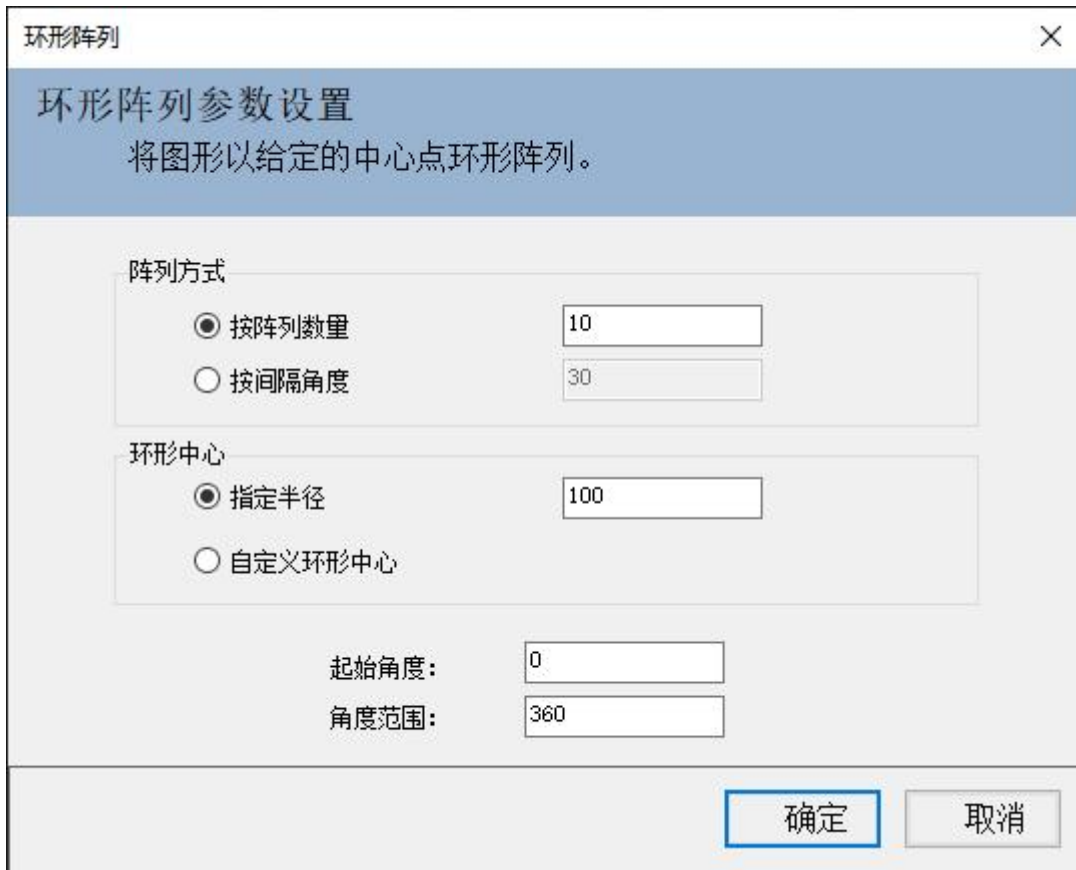 环形阵列
环形阵列参数设置
将图形以给定的中心点环形阵列。
阵列方式
按阵列数量 10
按间隔角度 30
环形中心
指定半径 100
自定义环形中心
起始角度: 0
角度范围: 360
确定 取消